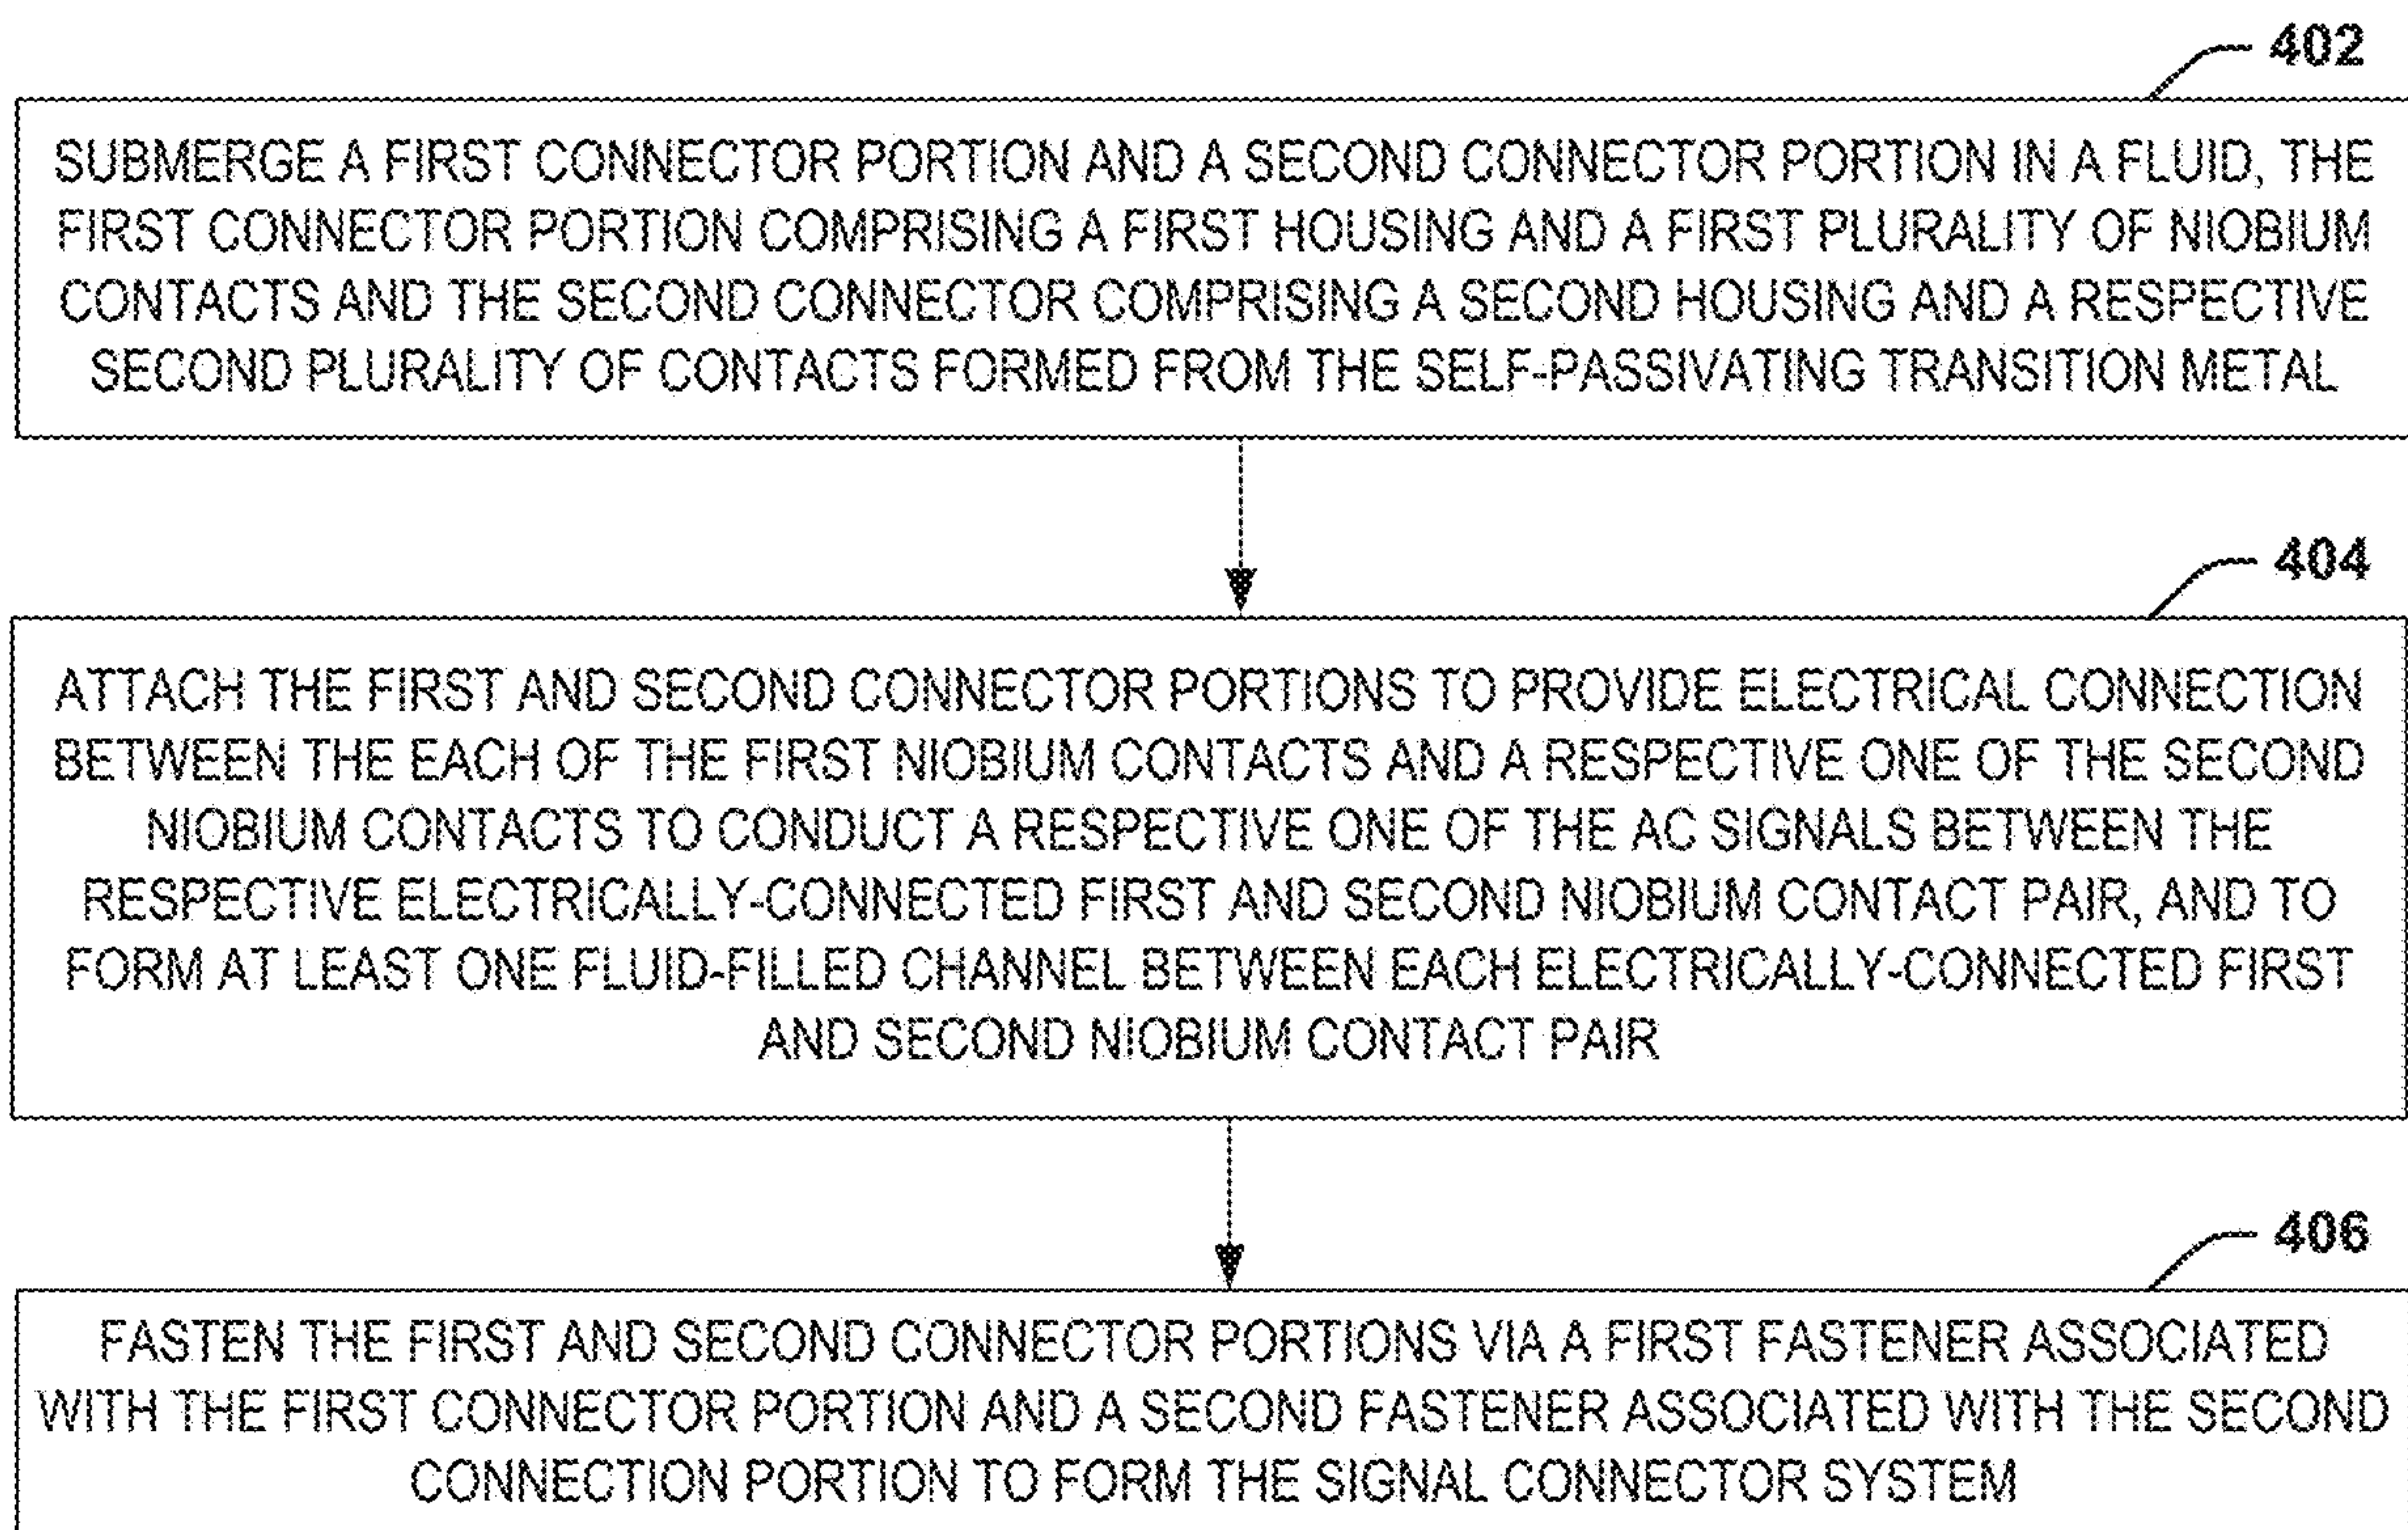 402
SUBMERGE A FIRST CONNECTOR PORTION AND A SECOND CONNECTOR PORTION IN A FLUID, THE
FIRST CONNECTOR PORTION COMPRISING A FIRST HOUSING AND A FIRST PLURALITY OF NIOBIUM
CONTACTS AND THE SECOND CONNECTOR COMPRISING A SECOND HOUSING AND A RESPECTIVE
SECOND PLURALITY OF CONTACTS FORMED FROM THE SELF-PASSIVATING TRANSITION METAL
404
ATTACH THE FIRST AND SECOND CONNECTOR PORTIONS TO PROVIDE ELECTRICAL CONNECTION
BETWEEN THE EACH OF THE FIRST NIOBIUM CONTACTS AND A RESPECTIVE ONE OF THE SECOND
NIOBIUM CONTACTS TO CONDUCT A RESPECTIVE ONE OF THE AC SIGNALS BETWEEN THE
RESPECTIVE ELECTRICALLY-CONNECTED FIRST AND SECOND NIOBIUM CONTACT PAIR, AND TO
FORM AT LEAST ONE FLUID-FILLED CHANNEL BETWEEN EACH ELECTRICALLY-CONNECTED FIRST
AND SECOND NIOBIUM CONTACT PAIR
406
FASTEN THE FIRST AND SECOND CONNECTOR PORTIONS VIA A FIRST FASTENER ASSOCIATED
WITH THE FIRST CONNECTOR PORTION AND A SECOND FASTENER ASSOCIATED WITH THE SECOND
CONNECTION PORTION TO FORM THE SIGNAL CONNECTOR SYSTEM